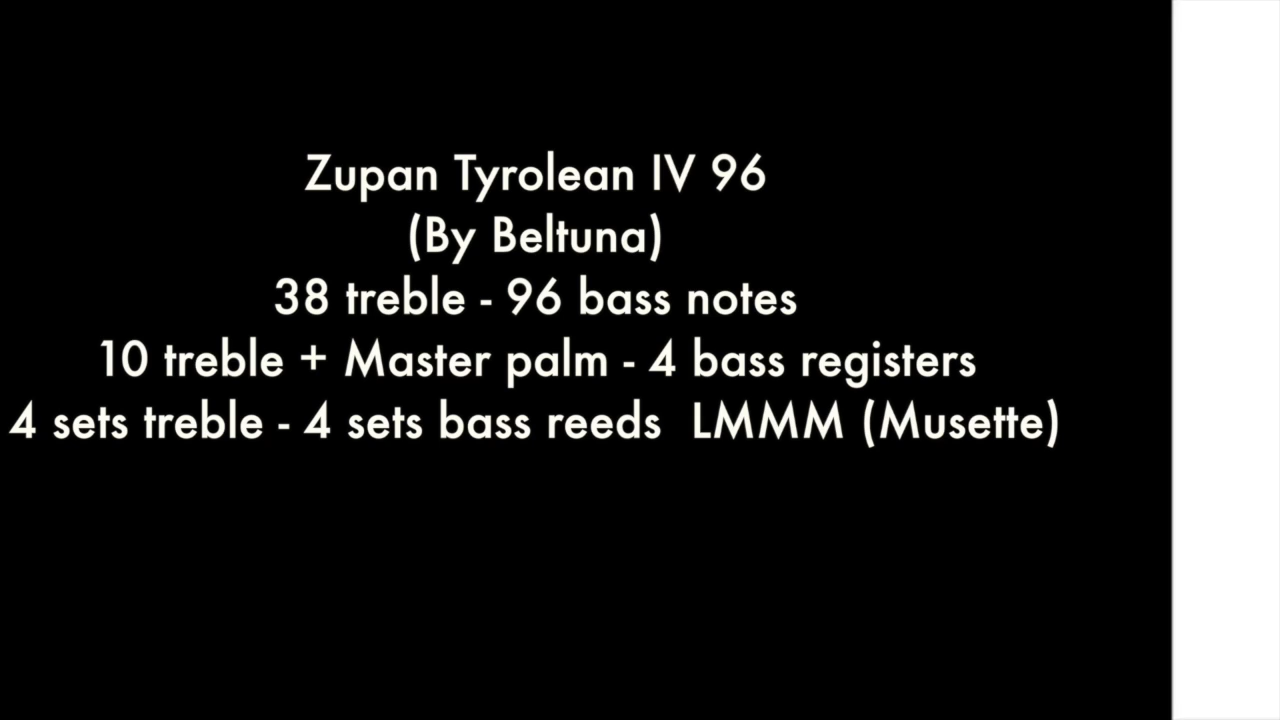 Zupan Tyrolean IV 96
(By Beltuna)
38 treble - 96 bass notes
10 treble + Master palm - 4 bass registers
4 sets treble - 4 sets bass reeds  LMMM (Musette)